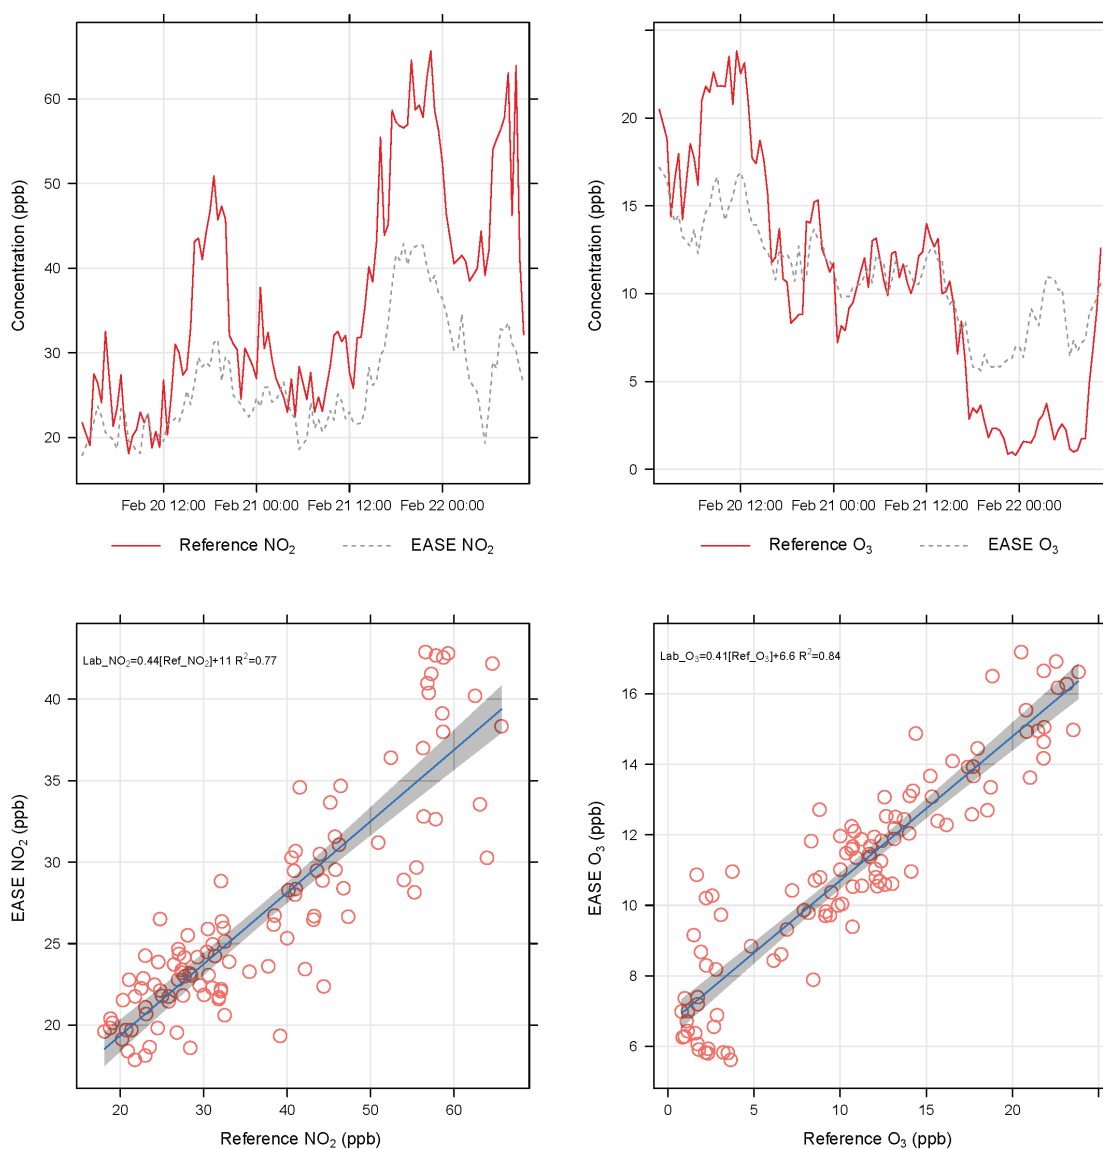 Concentration (ppb)
60
50
40
30
20
Feb 20 12:00 Feb 21 00:00 Feb 21 12:00 Feb 22 00:00
Reference NO₂ EASE NO₂
Concentration (ppb)
20
15
10
5
0
Feb 20 12:00 Feb 21 00:00 Feb 21 12:00 Feb 22 00:00
Reference O₃ EASE O₃
Lab_NO₂=0.44[Ref_NO₂]+11 R²=0.77
EASE NO₂ (ppb)
40
35
30
25
20
20 30 40 50 60
Reference NO₂ (ppb)
Lab_O₃=0.41[Ref_O₃]+6.6 R²=0.84
EASE O₃ (ppb)
16
14
12
10
8
6
0 5 10 15 20
Reference O₃ (ppb)